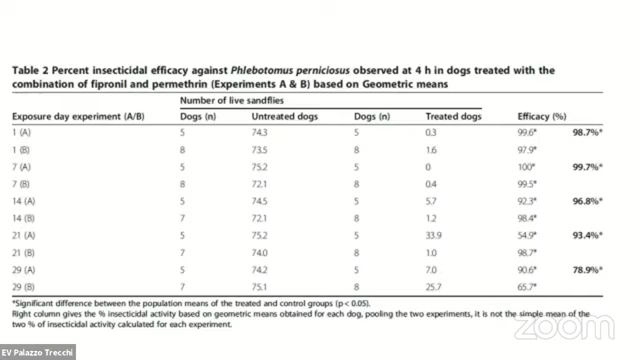 Table 2 Percent insecticidal efficacy against Phlebotomus perniciosus observed at 4 h in dogs treated with the
combination of fipronil and permethrin (Experiments A & B) based on Geometric means
Number of live sandflies
Exposure day experiment (A/B) Dogs (n) Untreated dogs Dogs (n) Treated dogs Efficacy (%)
1 (A) 5 74.3 5 0.3 99.6* 98.7%*
1 (B) 8 73.5 8 1.6 97.9*
7 (A) 5 75.2 5 0 100* 99.7%*
7 (B) 8 72.1 8 0.4 99.5*
14 (A) 5 74.5 5 5.7 92.3* 96.8%*
14 (B) 7 72.1 8 1.2 98.4*
21 (A) 5 75.2 5 33.9 54.9* 93.4%*
21 (B) 7 74.0 8 1.0 98.7*
29 (A) 5 74.2 5 7.0 90.6* 78.9%*
29 (B) 7 75.1 8 25.7 65.7*
*Significant difference between the population means of the treated and control groups (p < 0.05).
Right column gives the % insecticidal activity based on geometric means obtained for each dog, pooling the two experiments, it is not the simple mean of the
two % of insecticidal activity calculated for each experiment.
zoom
EV Palazzo Trecchi